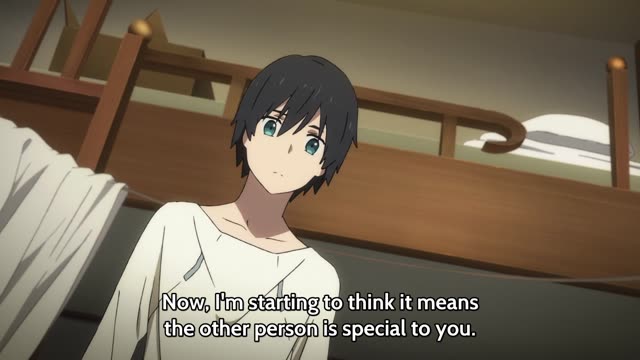 Now, I'm starting to think it means
the other person is special to you.